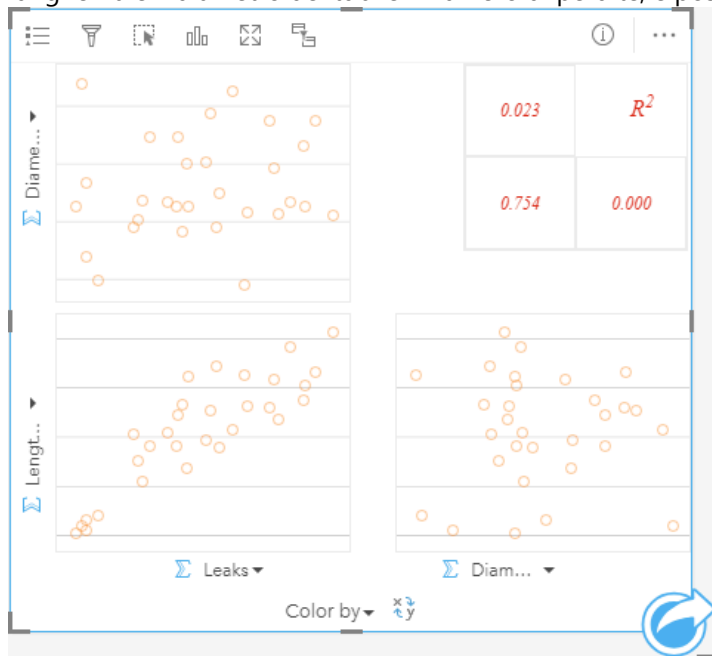 Diame...
0.023 R²
0.754 0.000
Lengt...
Σ Leaks
Σ Diam...
Color by x y